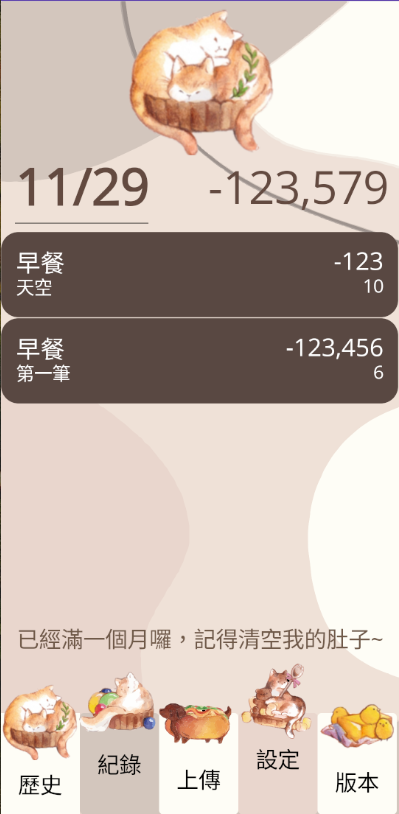 11/29 -123,579
早餐 -123
天空 10
早餐 -123,456
第一筆 6
已經滿一個月囉，記得清空我的肚子~
歷史 紀錄 上傳 設定 版本